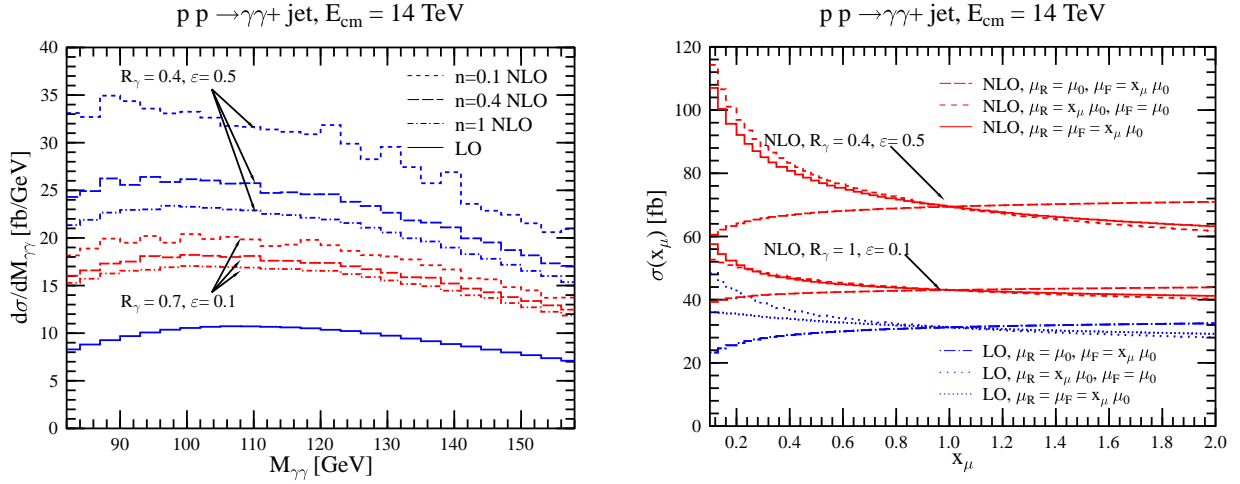 p p → γγ+ jet, E_cm = 14 TeV
40
35
30
25
20
15
10
5
0
dσ/dM_γγ [fb/GeV]
R_γ = 0.4, ε= 0.5
n=0.1 NLO
n=0.4 NLO
n=1 NLO
LO
R_γ = 0.7, ε= 0.1
90 100 110 120 130 140 150
M_γγ [GeV]
p p → γγ+ jet, E_cm = 14 TeV
120
100
80
60
40
20
0
σ(x_μ) [fb]
NLO, μ_R = μ_0, μ_F = x_μ μ_0
NLO, μ_R = x_μ μ_0, μ_F = μ_0
NLO, μ_R = μ_F = x_μ μ_0
NLO, R_γ = 0.4, ε = 0.5
NLO, R_γ = 1, ε = 0.1
LO, μ_R = μ_0, μ_F = x_μ μ_0
LO, μ_R = x_μ μ_0, μ_F = μ_0
LO, μ_R = μ_F = x_μ μ_0
0.2 0.4 0.6 0.8 1.0 1.2 1.4 1.6 1.8 2.0
x_μ